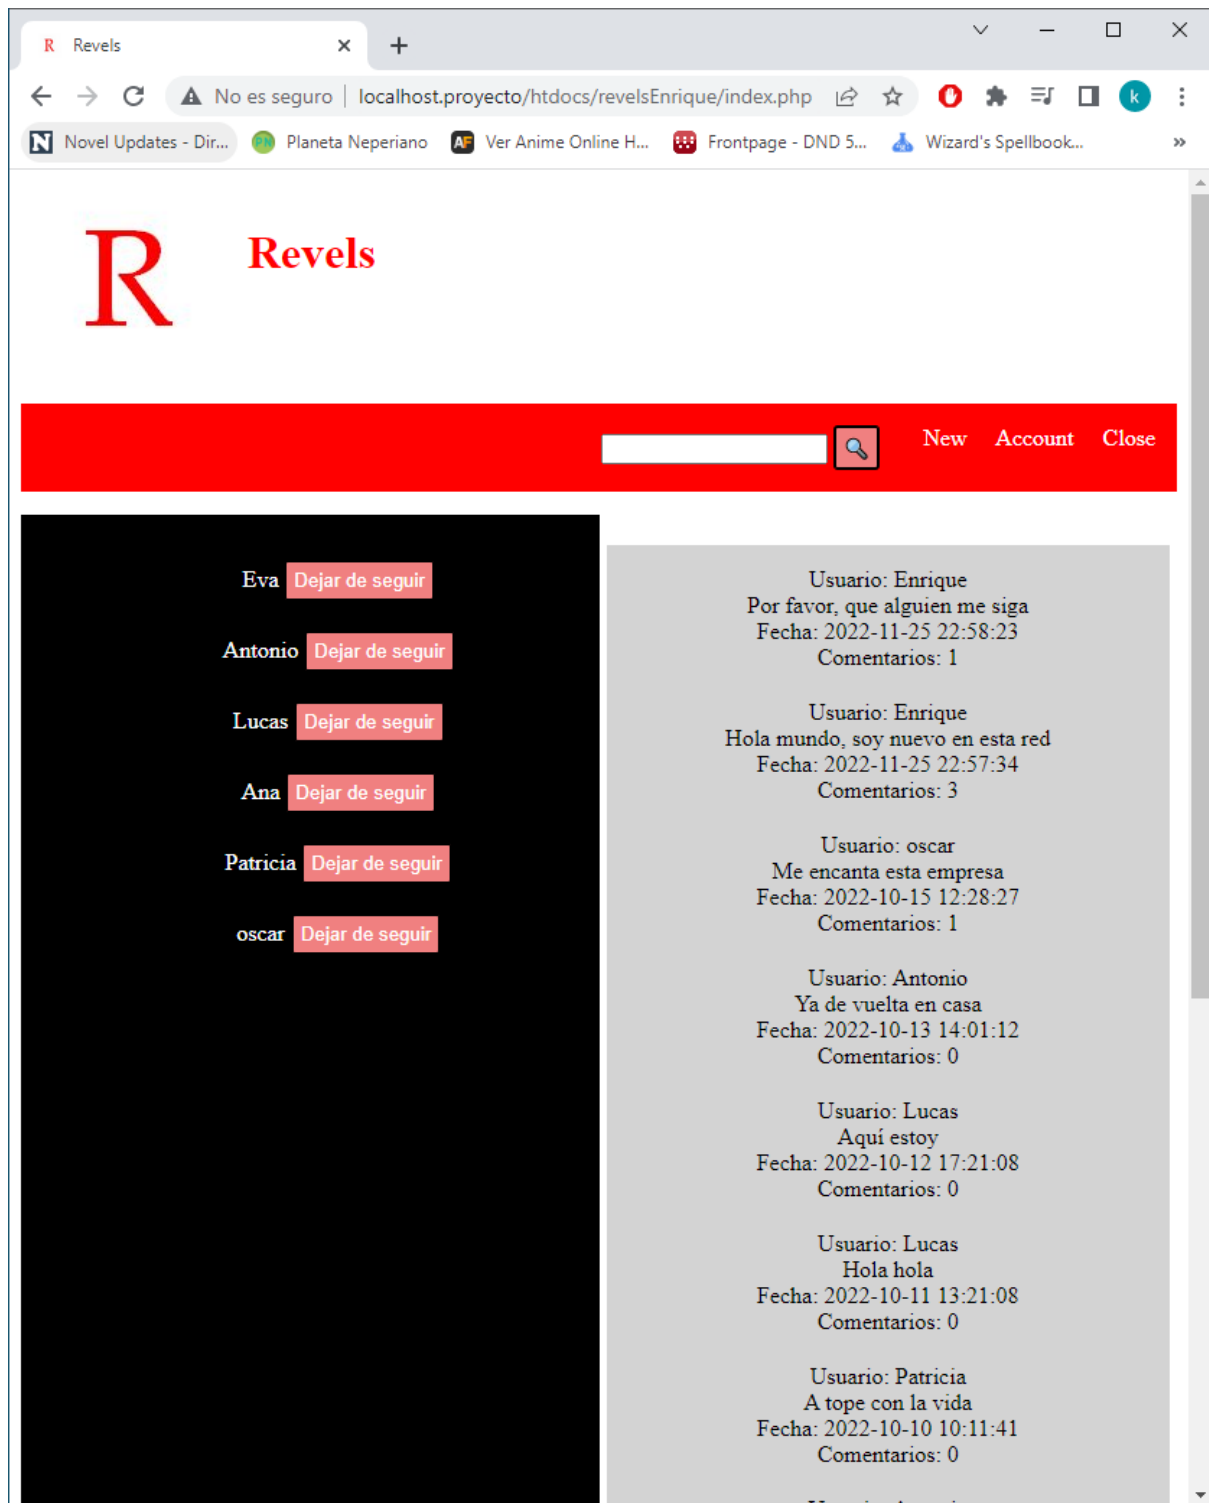 R Revels
No es seguro localhost.proyecto/htdocs/revelsEnrique/index.php k
N Novel Updates - Dir... PN Planeta Neperiano AF Ver Anime Online H... Frontpage - DND 5... Wizard's Spellbook... »
R Revels
New Account Close
Eva Dejar de seguir
Antonio Dejar de seguir
Lucas Dejar de seguir
Ana Dejar de seguir
Patricia Dejar de seguir
oscar Dejar de seguir
Usuario: Enrique
Por favor, que alguien me siga
Fecha: 2022-11-25 22:58:23
Comentarios: 1
Usuario: Enrique
Hola mundo, soy nuevo en esta red
Fecha: 2022-11-25 22:57:34
Comentarios: 3
Usuario: oscar
Me encanta esta empresa
Fecha: 2022-10-15 12:28:27
Comentarios: 1
Usuario: Antonio
Ya de vuelta en casa
Fecha: 2022-10-13 14:01:12
Comentarios: 0
Usuario: Lucas
Aquí estoy
Fecha: 2022-10-12 17:21:08
Comentarios: 0
Usuario: Lucas
Hola hola
Fecha: 2022-10-11 13:21:08
Comentarios: 0
Usuario: Patricia
A tope con la vida
Fecha: 2022-10-10 10:11:41
Comentarios: 0